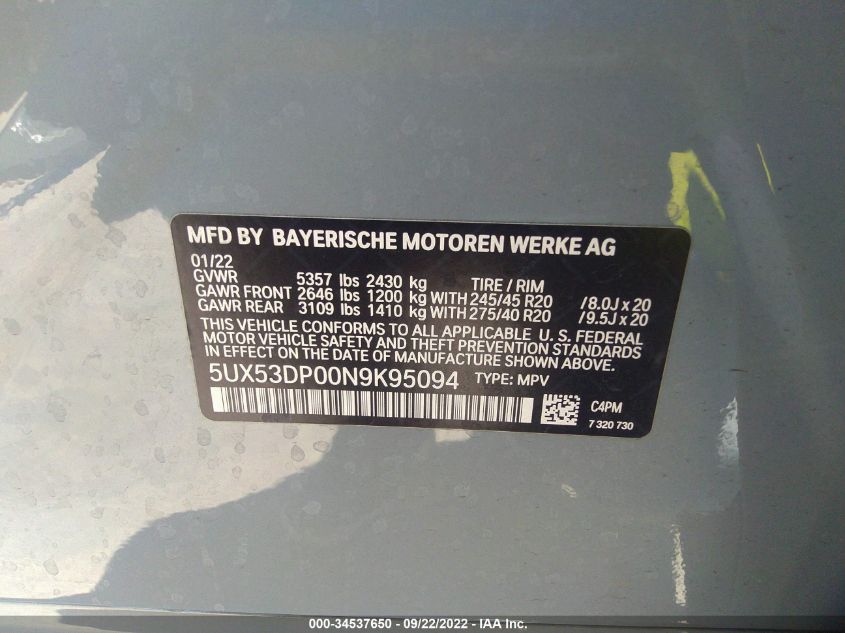 MFD BY BAYERISCHE MOTOREN WERKE AG
01/22
GVWR 5357 lbs 2430 kg TIRE / RIM
GAWR FRONT 2646 lbs 1200 kg WITH 245/45 R20 /8.0J x 20
GAWR REAR 3109 lbs 1410 kg WITH 275/40 R20 /9.5J x 20
THIS VEHICLE CONFORMS TO ALL APPLICABLE U. S. FEDERAL
MOTOR VEHICLE SAFETY AND THEFT PREVENTION STANDARDS
IN EFFECT ON THE DATE OF MANUFACTURE SHOWN ABOVE.
5UX53DP00N9K95094 TYPE: MPV
C4PM
7 320 730
000-34537650 - 09/22/2022 - IAA Inc.